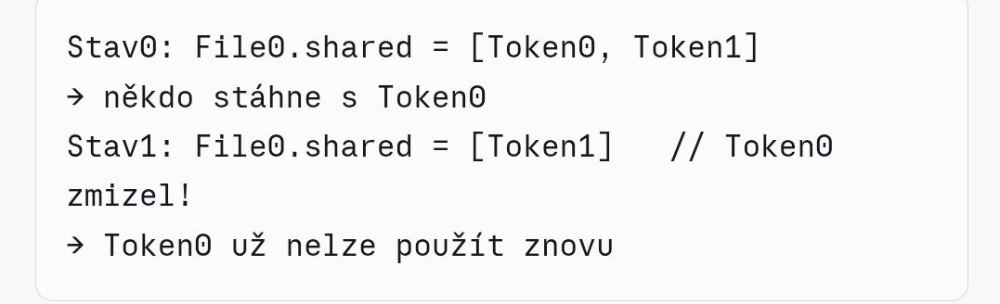 Stav0: File0.shared = [Token0, Token1]
→ někdo stáhne s Token0
Stav1: File0.shared = [Token1]   // Token0
zmizel!
→ Token0 už nelze použít znovu